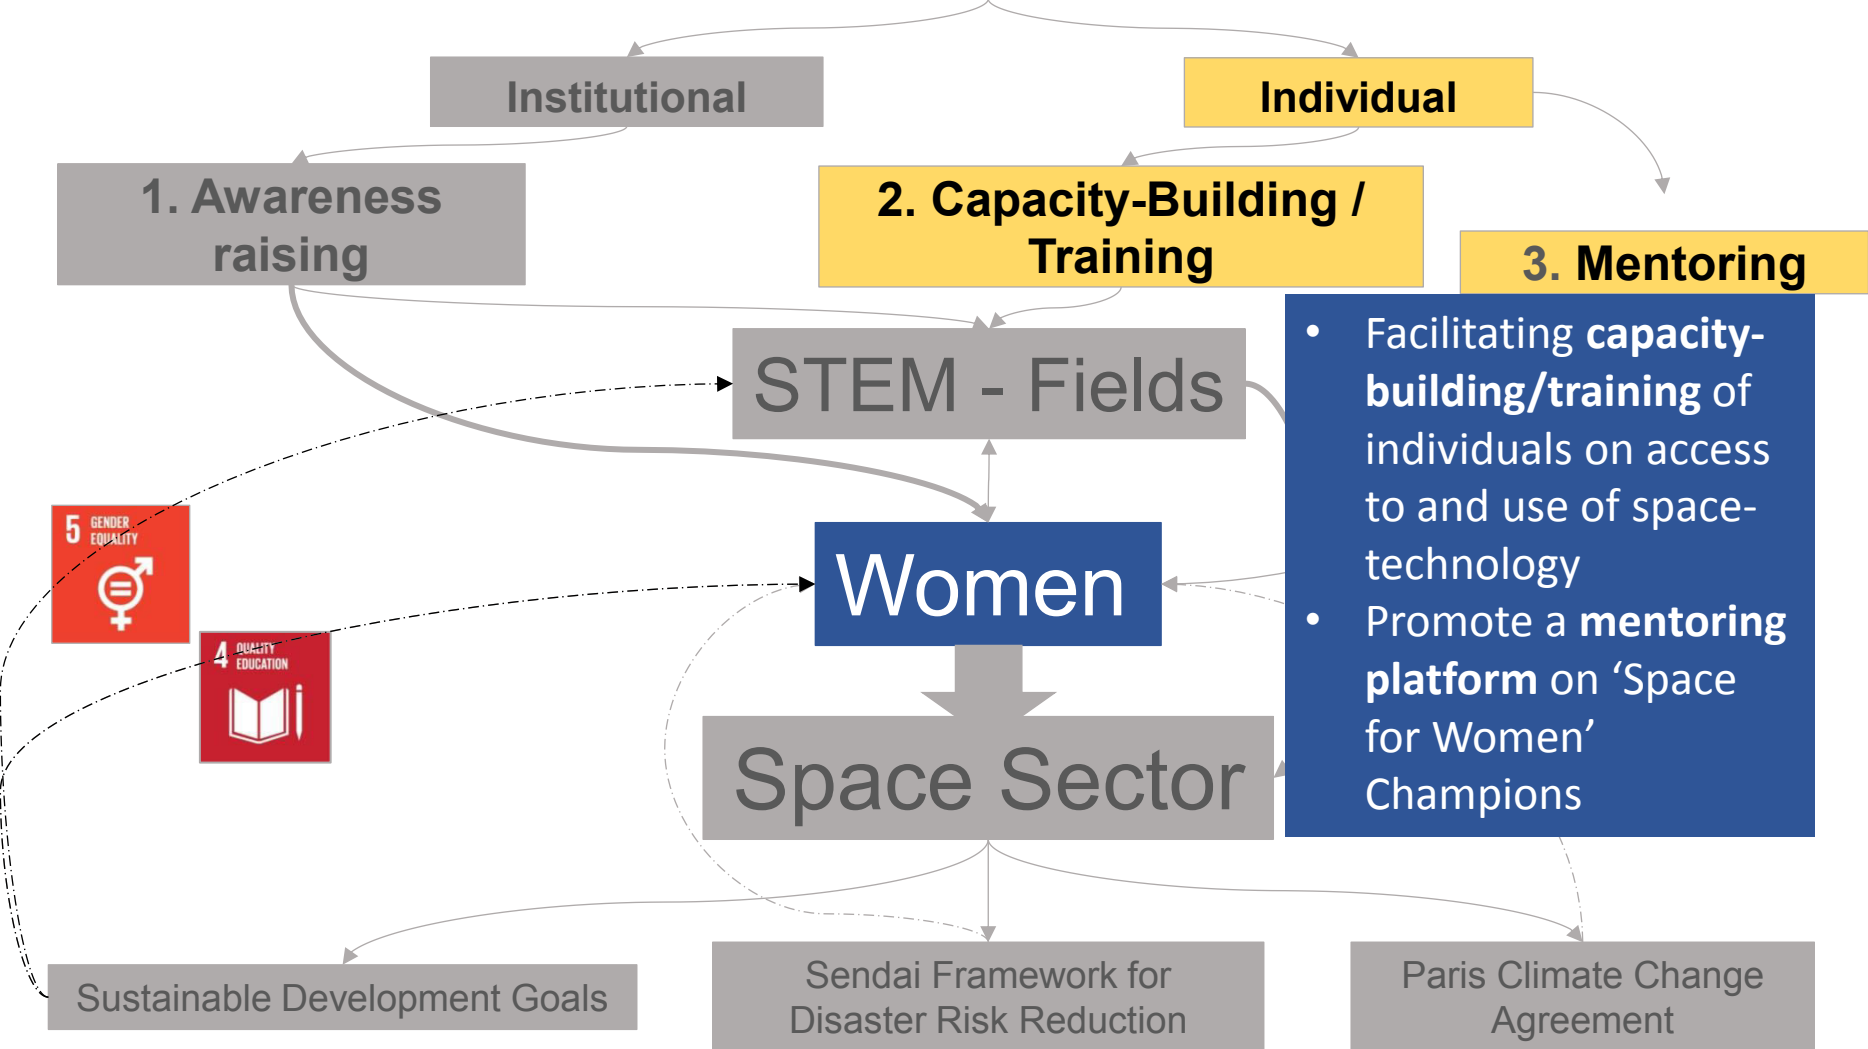 Institutional
Individual
1. Awareness
raising
2. Capacity-Building /
Training
3. Mentoring
STEM - Fields
• Facilitating capacity-
building/training of
individuals on access
to and use of space-
technology
• Promote a mentoring
platform on ‘Space
for Women’
Champions
5 GENDER
EQUALITY
4 QUALITY
EDUCATION
Women
Space Sector
Sustainable Development Goals
Sendai Framework for
Disaster Risk Reduction
Paris Climate Change
Agreement